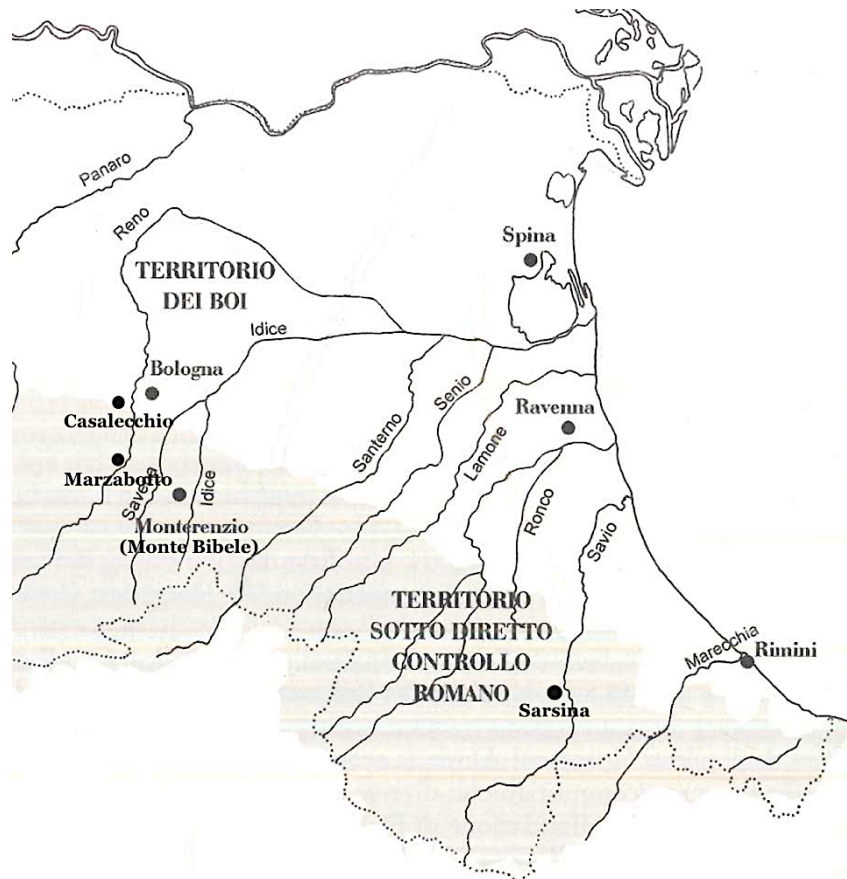 Panaro
Reno
Spina
TERRITORIO
DEI BOI
Idice
Bologna
Casalecchio
Ravenna
Santerno
Senio
Lamone
Marzabotto
Savena
Idice
Monterenzio
(Monte Bibele)
Ronco
Savio
TERRITORIO
SOTTO DIRETTO
CONTROLLO
ROMANO
Marecchia
Rimini
Sarsina